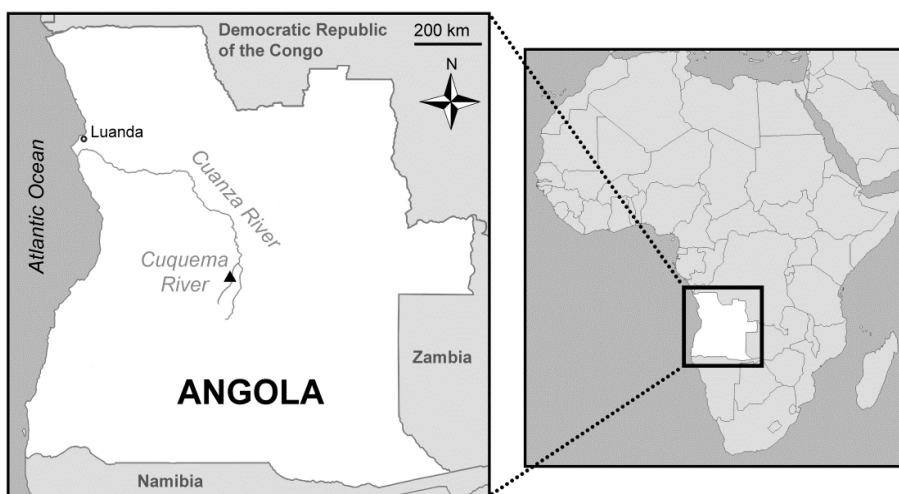 Democratic Republic
of the Congo
200 km
N
Luanda
Atlantic Ocean
Cuanza River
Cuquema
River
Zambia
ANGOLA
Namibia